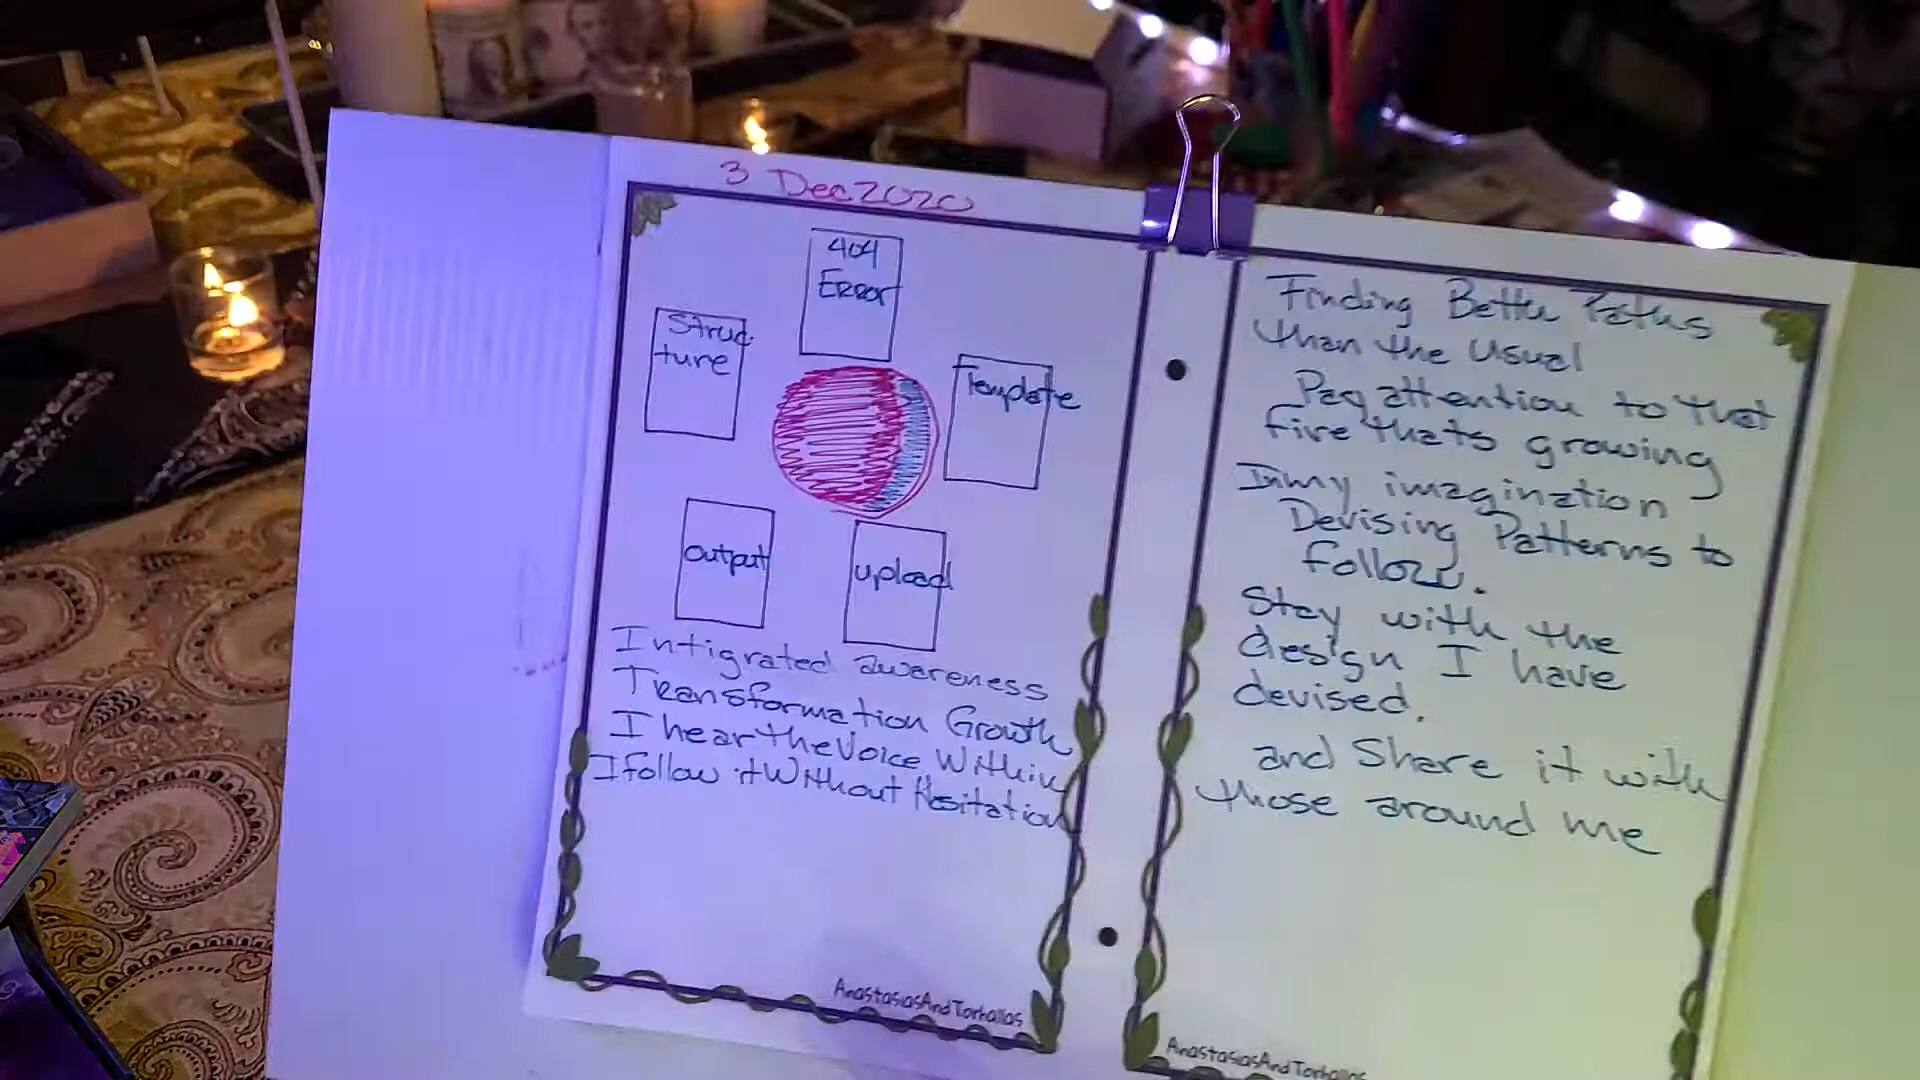 3 Dec 2020
404
Error
Struc
ture
Template
output
upload
Intigrated awareness
Transformation Growth
I hear the Voice Within
I follow it Without Hesitation
AnastasiasAndTorhallas
Finding Better Paths
than the Usual
Pay attention to that
fire thats growing
In my imagination
Devising Patterns to
follow.
Stay with the
design I have
devised.
and Share it with
those around me
AnastasiasAndTorhallas